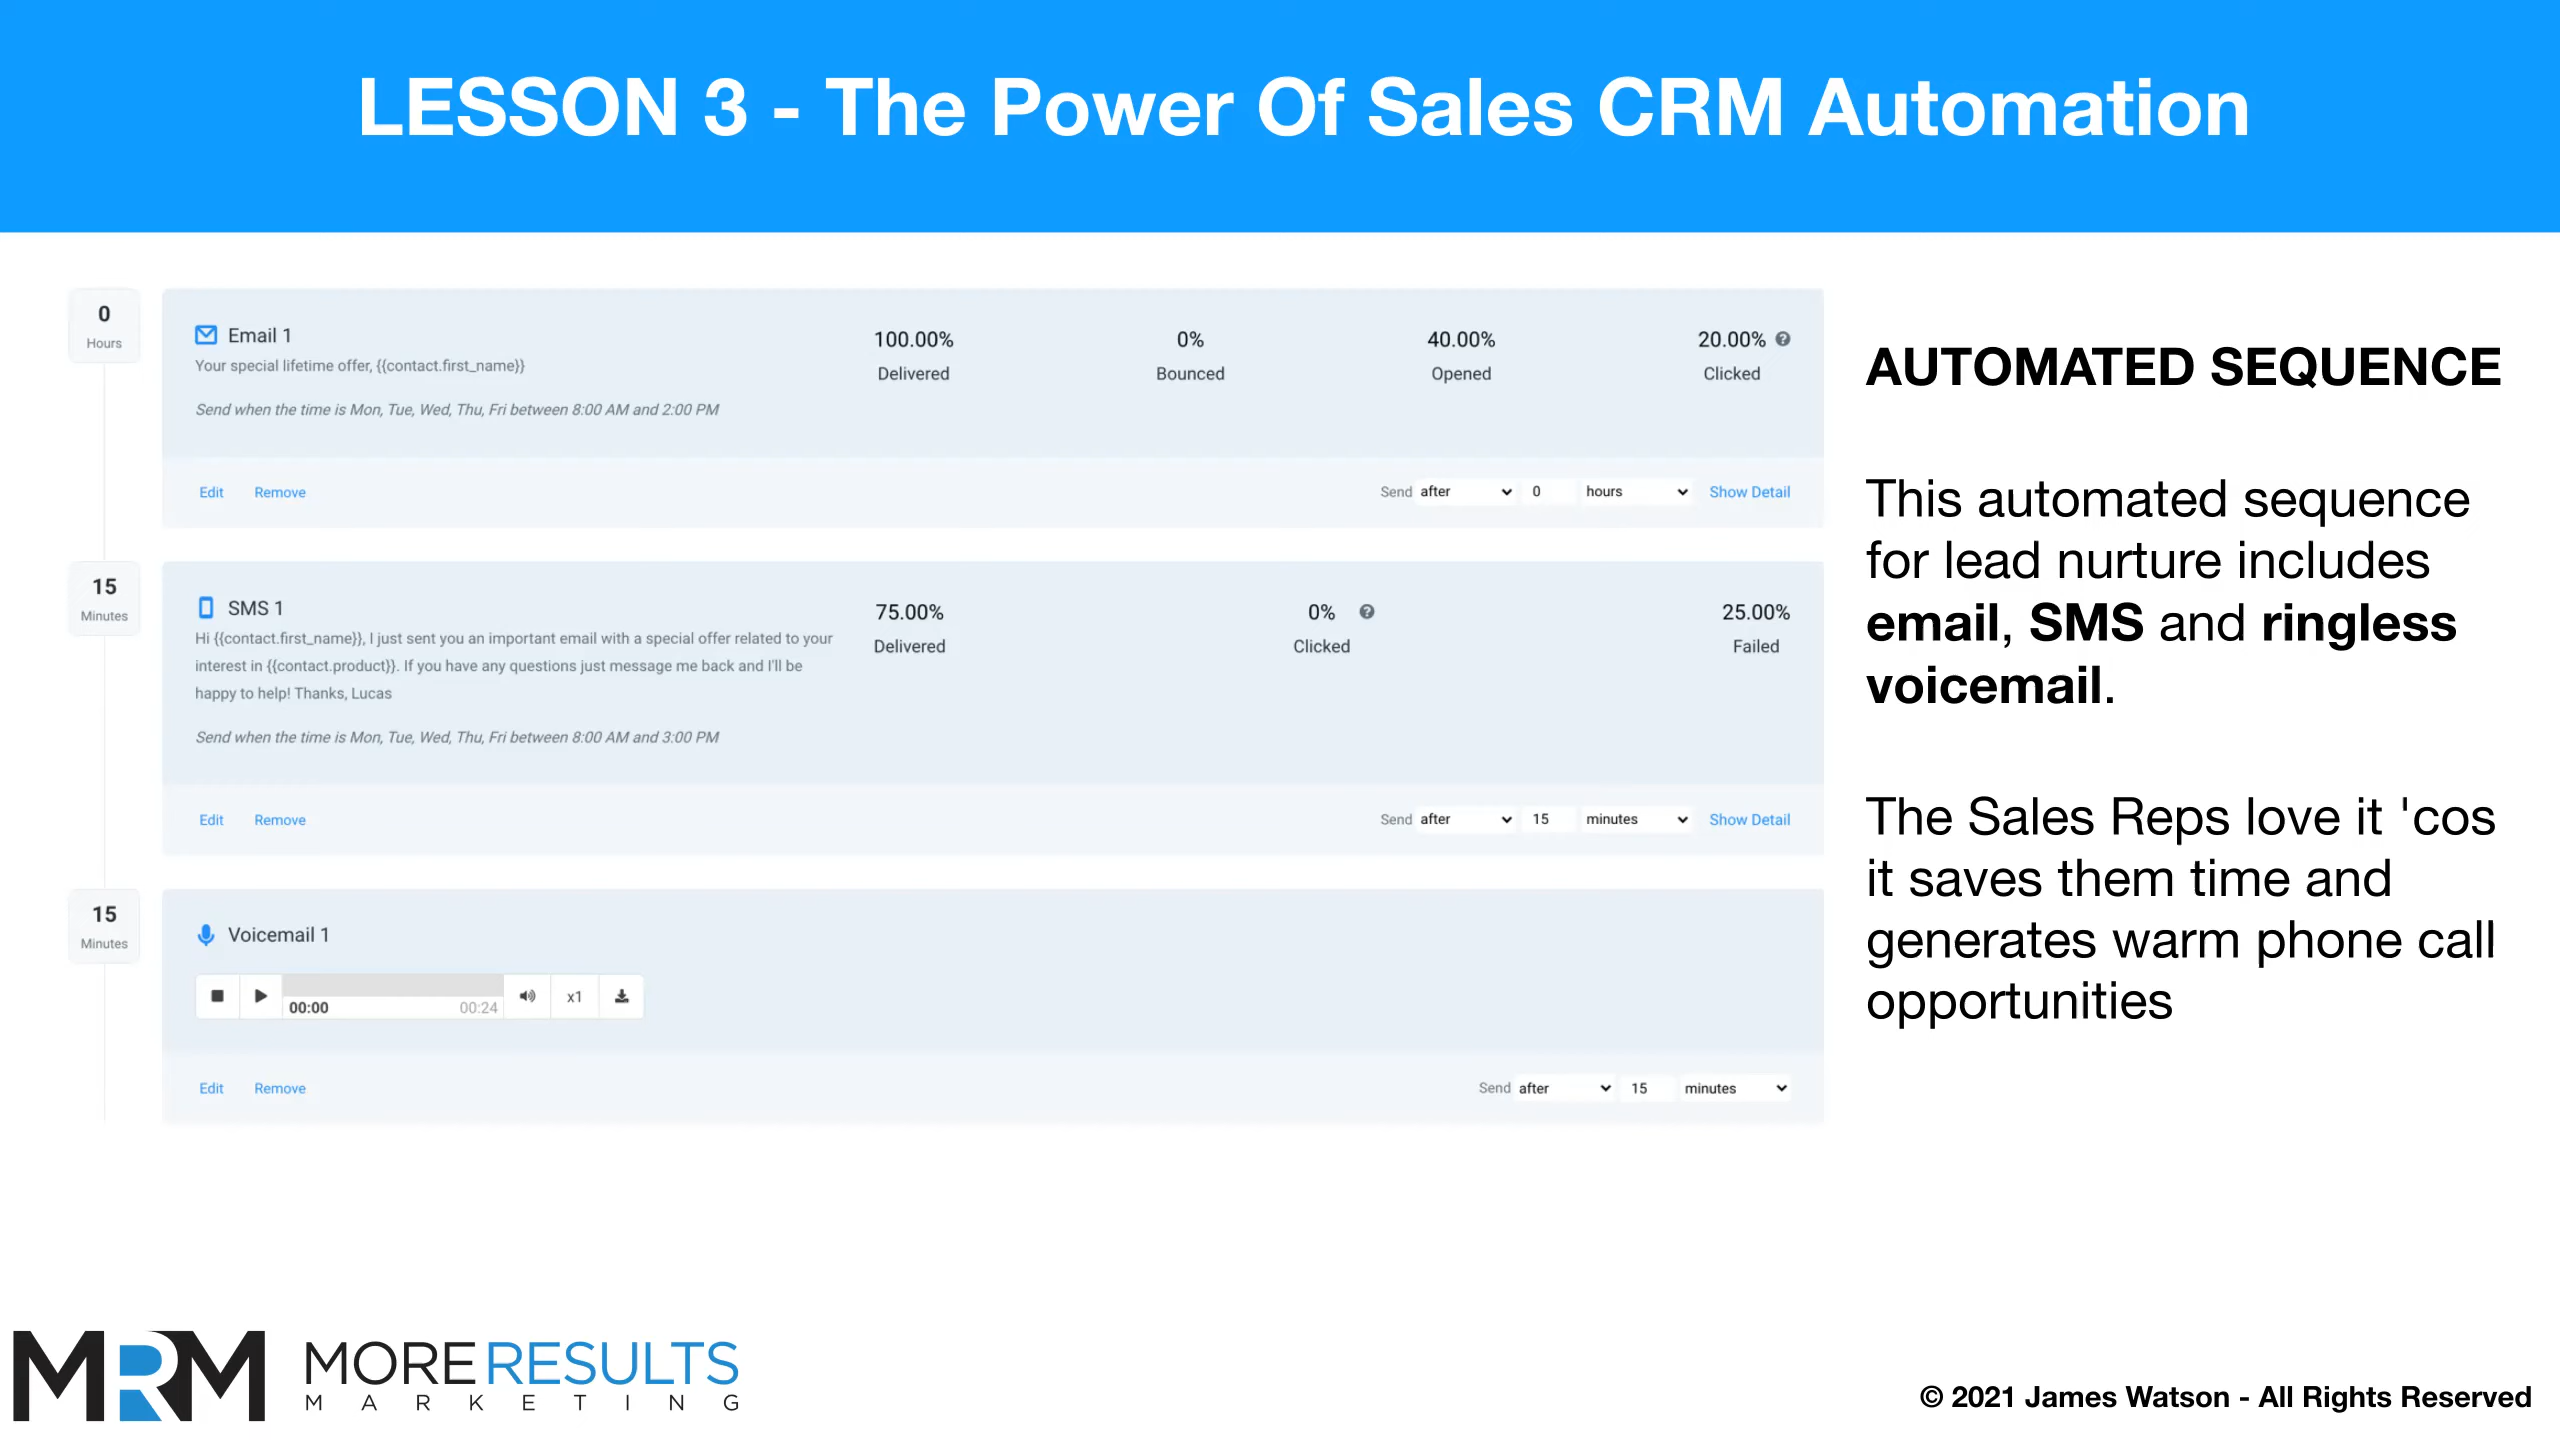 LESSON 3 - The Power Of Sales CRM Automation
0
Hours
Email 1
Your special lifetime offer, {{contact.first_name}}
Send when the time is Mon, Tue, Wed, Thu, Fri between 8:00 AM and 2:00 PM
100.00%
Delivered
0%
Bounced
40.00%
Opened
20.00%
Clicked
Edit Remove
Send after 0 hours Show Detail
15
Minutes
SMS 1
Hi {{contact.first_name}}, I just sent you an important email with a special offer related to your
interest in {{contact.product}}. If you have any questions just message me back and I'll be
happy to help! Thanks, Lucas
Send when the time is Mon, Tue, Wed, Thu, Fri between 8:00 AM and 3:00 PM
75.00%
Delivered
0%
Clicked
25.00%
Failed
Edit Remove
Send after 15 minutes Show Detail
15
Minutes
Voicemail 1
00:00 00:24 x1
Edit Remove
Send after 15 minutes
AUTOMATED SEQUENCE
This automated sequence
for lead nurture includes
email, SMS and ringless
voicemail.
The Sales Reps love it 'cos
it saves them time and
generates warm phone call
opportunities
MRM
MORE RESULTS
MARKETING
© 2021 James Watson - All Rights Reserved